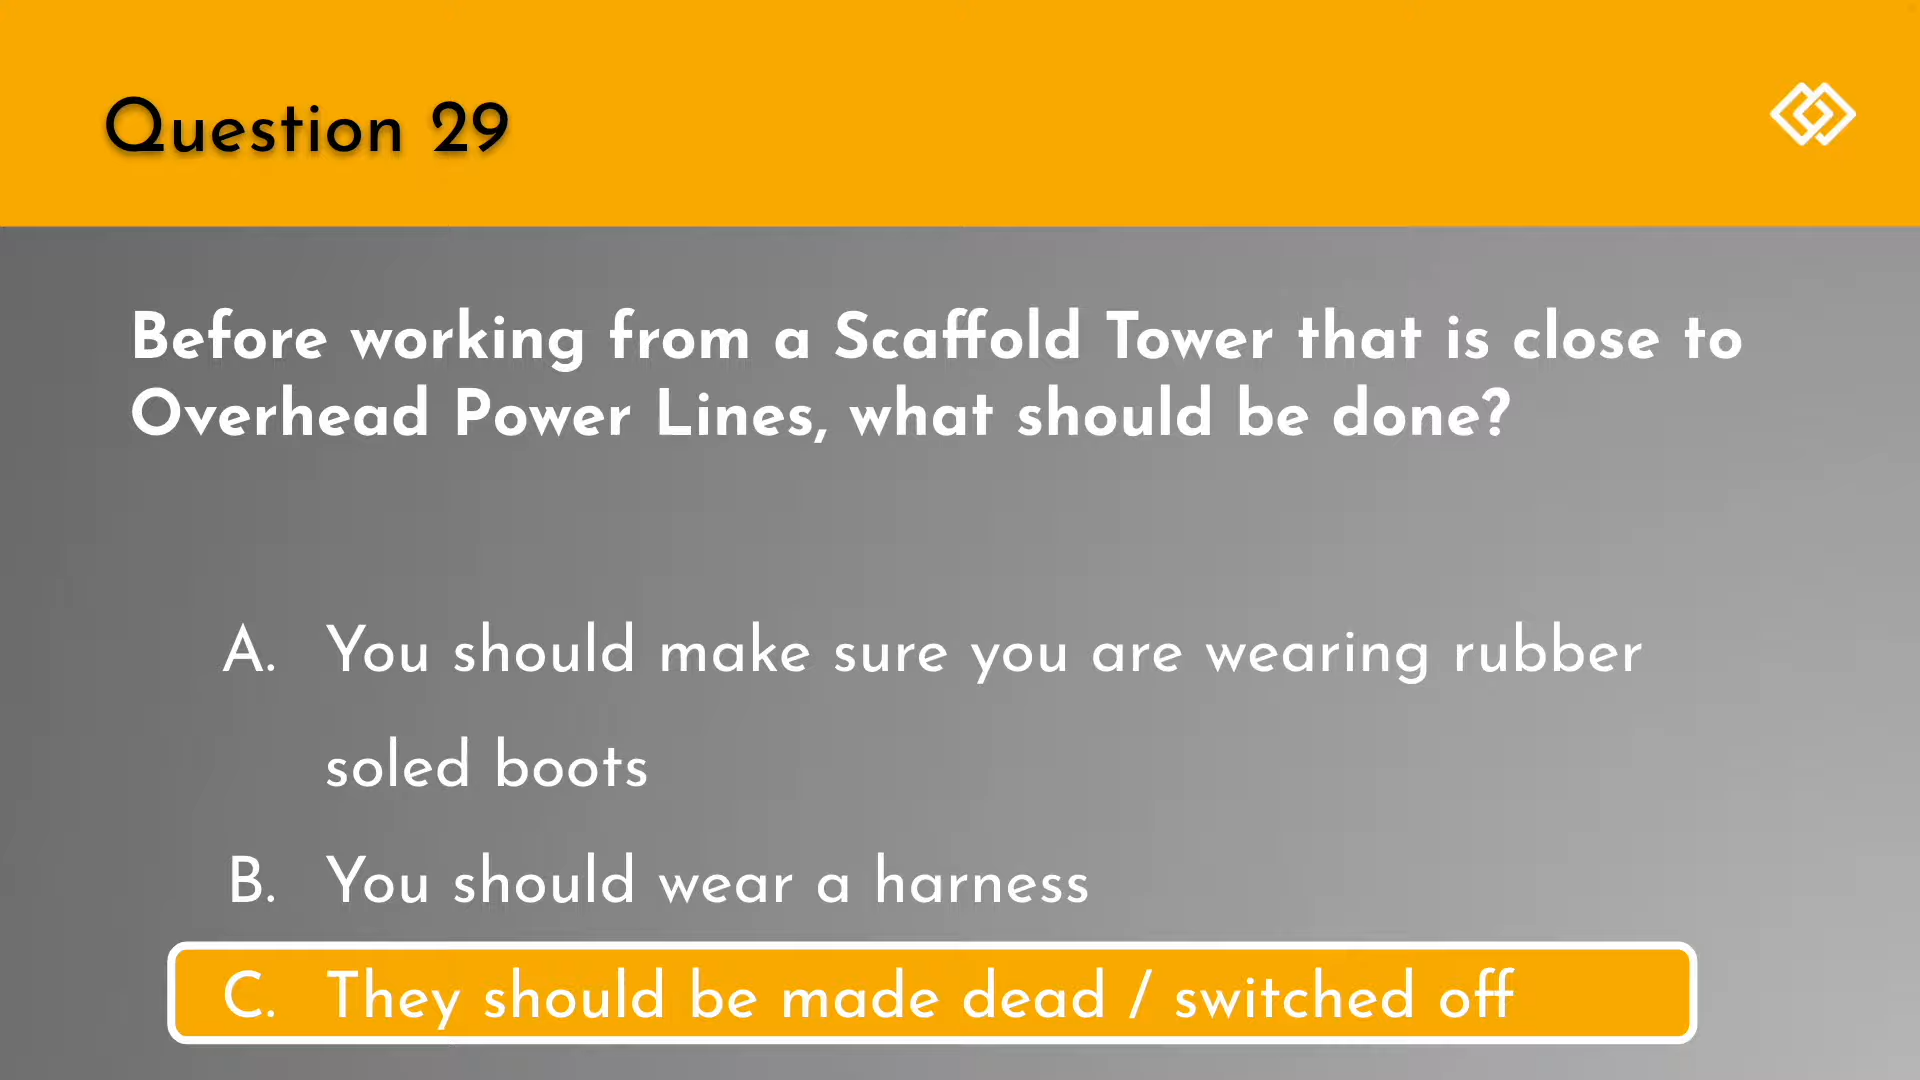 Question 29
Before working from a Scaffold Tower that is close to
Overhead Power Lines, what should be done?
A. You should make sure you are wearing rubber
soled boots
B. You should wear a harness
C. They should be made dead / switched off